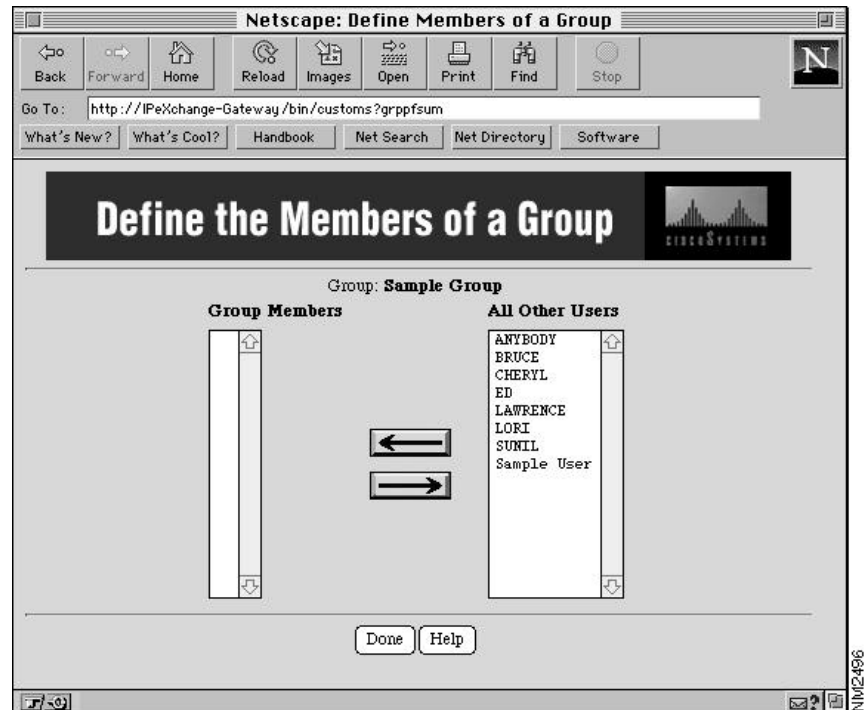 Netscape: Define Members of a Group
Back Forward Home Reload Images Open Print Find Stop
N
Go To: http://IPeXchange-Gateway/bin/customs?grppfsum
What's New? What's Cool? Handbook Net Search Net Directory Software
Define the Members of a Group
CISCO SYSTEMS
Group: Sample Group
Group Members All Other Users
ANYBODY
BRUCE
CHERYL
ED
LAWRENCE
LORI
SUNIL
Sample User
Done Help
?
NM2496